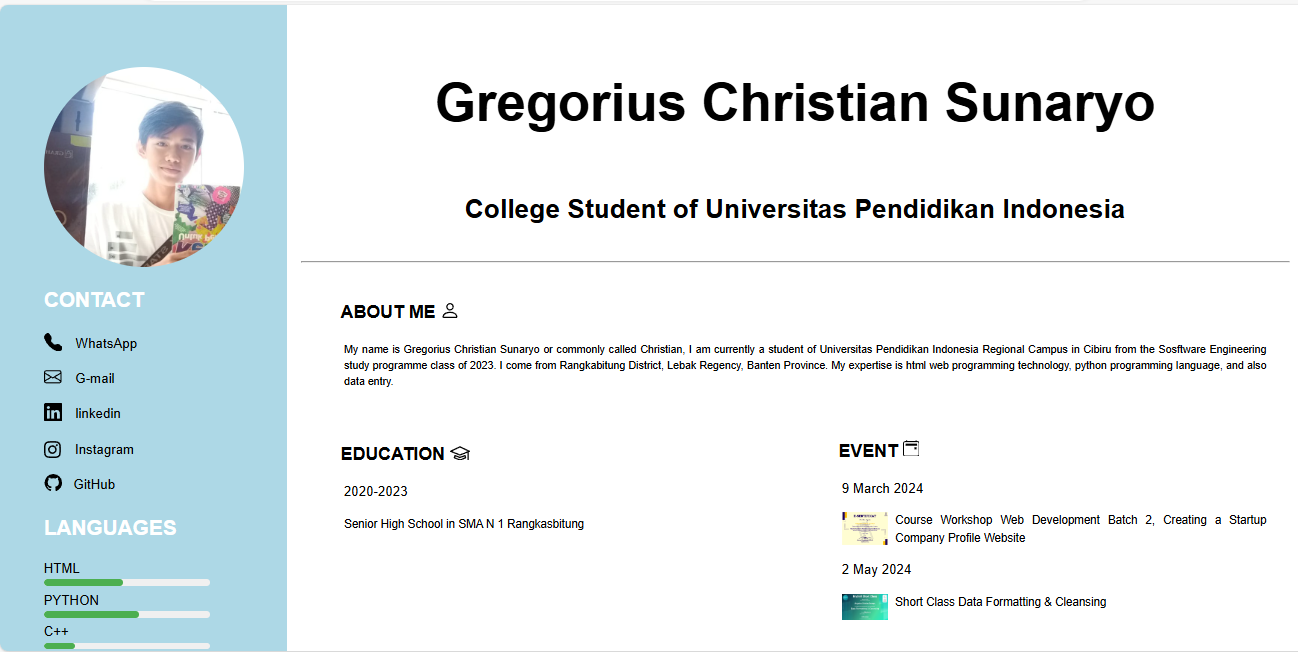 Gregorius Christian Sunaryo
College Student of Universitas Pendidikan Indonesia
CONTACT
WhatsApp
G-mail
linkedin
Instagram
GitHub
LANGUAGES
HTML
PYTHON
C++
ABOUT ME
My name is Gregorius Christian Sunaryo or commonly called Christian, I am currently a student of Universitas Pendidikan Indonesia Regional Campus in Cibiru from the Sosftware Engineering
study programme class of 2023. I come from Rangkabitung District, Lebak Regency, Banten Province. My expertise is html web programming technology, python programming language, and also
data entry.
EDUCATION
2020-2023
Senior High School in SMA N 1 Rangkasbitung
EVENT
9 March 2024
Course Workshop Web Development Batch 2, Creating a Startup
Company Profile Website
2 May 2024
Short Class Data Formatting & Cleansing